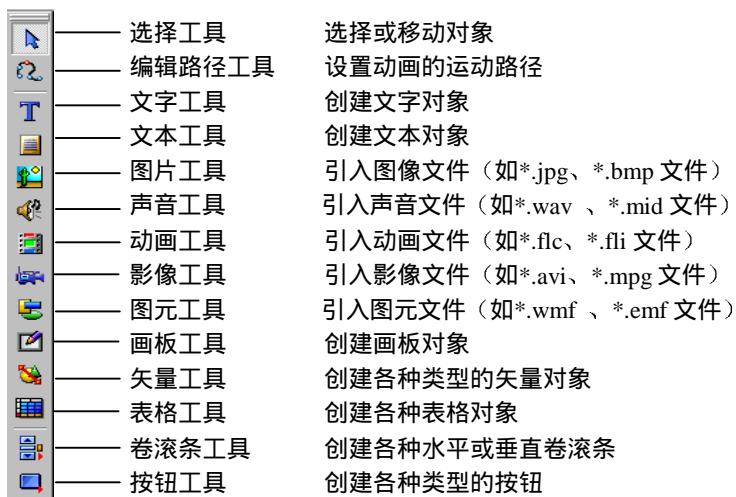 选择工具 选择或移动对象
编辑路径工具 设置动画的运动路径
文字工具 创建文字对象
文本工具 创建文本对象
图片工具 引入图像文件（如*.jpg、*.bmp 文件）
声音工具 引入声音文件（如*.wav 、*.mid 文件）
动画工具 引入动画文件（如*.flc、*.fli 文件）
影像工具 引入影像文件（如*.avi、*.mpg 文件）
图元工具 引入图元文件（如*.wmf 、*.emf 文件）
画板工具 创建画板对象
矢量工具 创建各种类型的矢量对象
表格工具 创建各种表格对象
卷滚条工具 创建各种水平或垂直卷滚条
按钮工具 创建各种类型的按钮